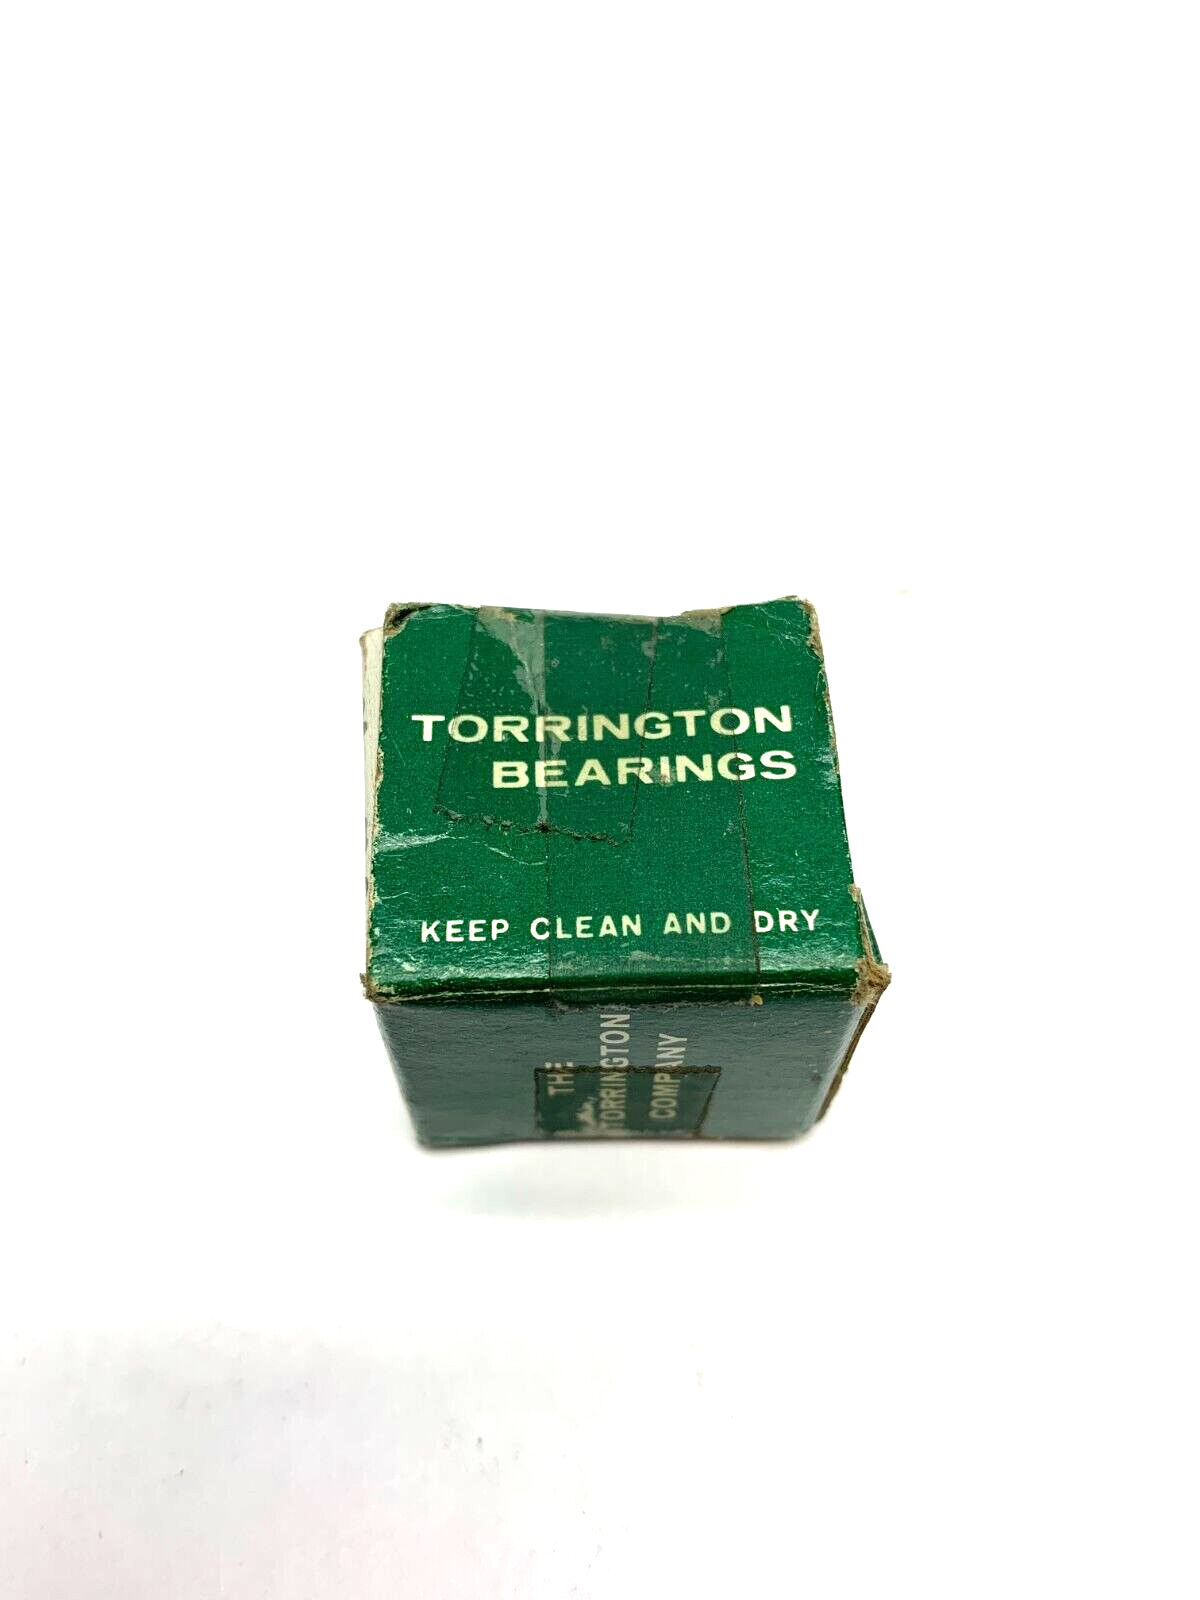 TORRINGTON
BEARINGS
KEEP CLEAN AND DRY
THE
TORRINGTON
COMPANY